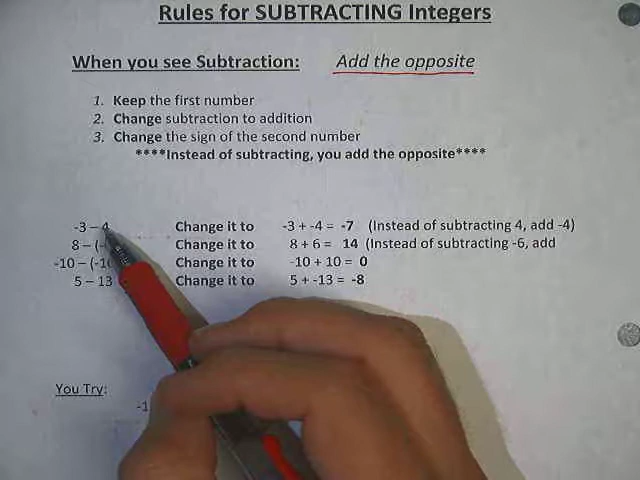 Rules for SUBTRACTING Integers
When you see Subtraction: Add the opposite
1. Keep the first number
2. Change subtraction to addition
3. Change the sign of the second number
****Instead of subtracting, you add the opposite****
-3 – 4 Change it to -3 + -4 = -7 (Instead of subtracting 4, add -4)
8 – (- Change it to 8 + 6 = 14 (Instead of subtracting -6, add
-10 – (-10 Change it to -10 + 10 = 0
5 – 13 Change it to 5 + -13 = -8
You Try:
-1